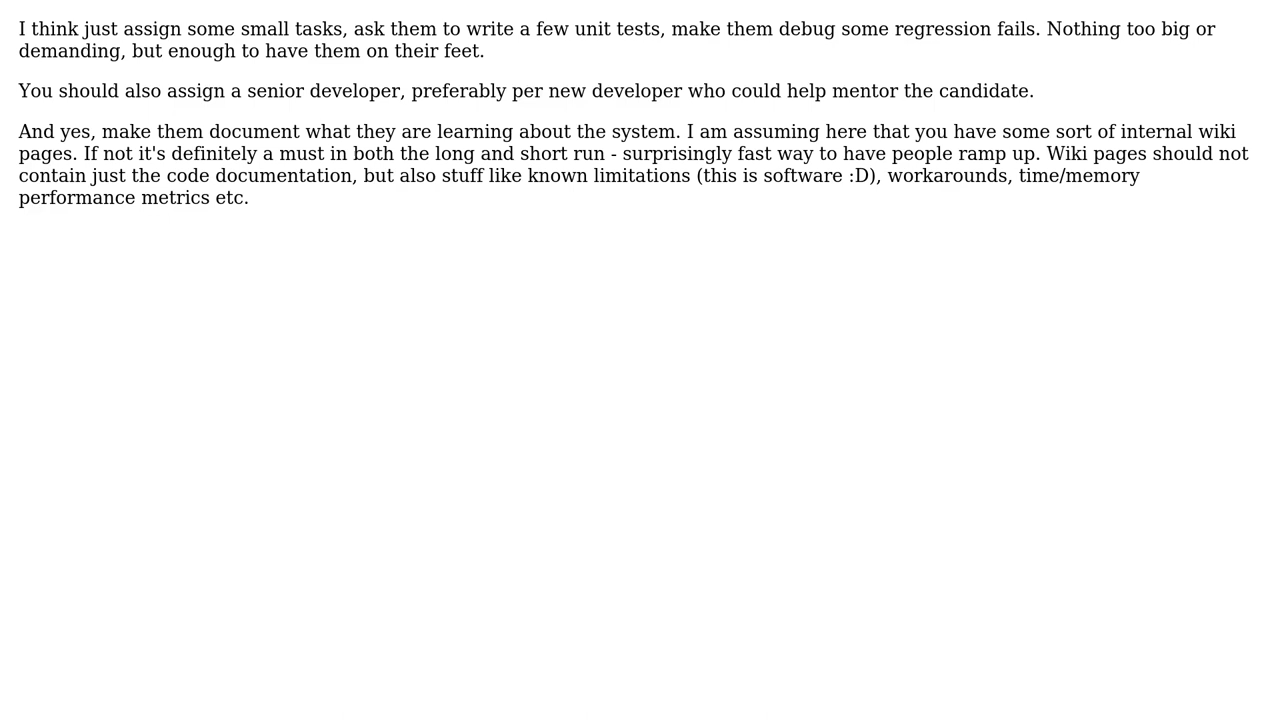 I think just assign some small tasks, ask them to write a few unit tests, make them debug some regression fails. Nothing too big or
demanding, but enough to have them on their feet.
You should also assign a senior developer, preferably per new developer who could help mentor the candidate.
And yes, make them document what they are learning about the system. I am assuming here that you have some sort of internal wiki
pages. If not it's definitely a must in both the long and short run - surprisingly fast way to have people ramp up. Wiki pages should not
contain just the code documentation, but also stuff like known limitations (this is software :D), workarounds, time/memory
performance metrics etc.